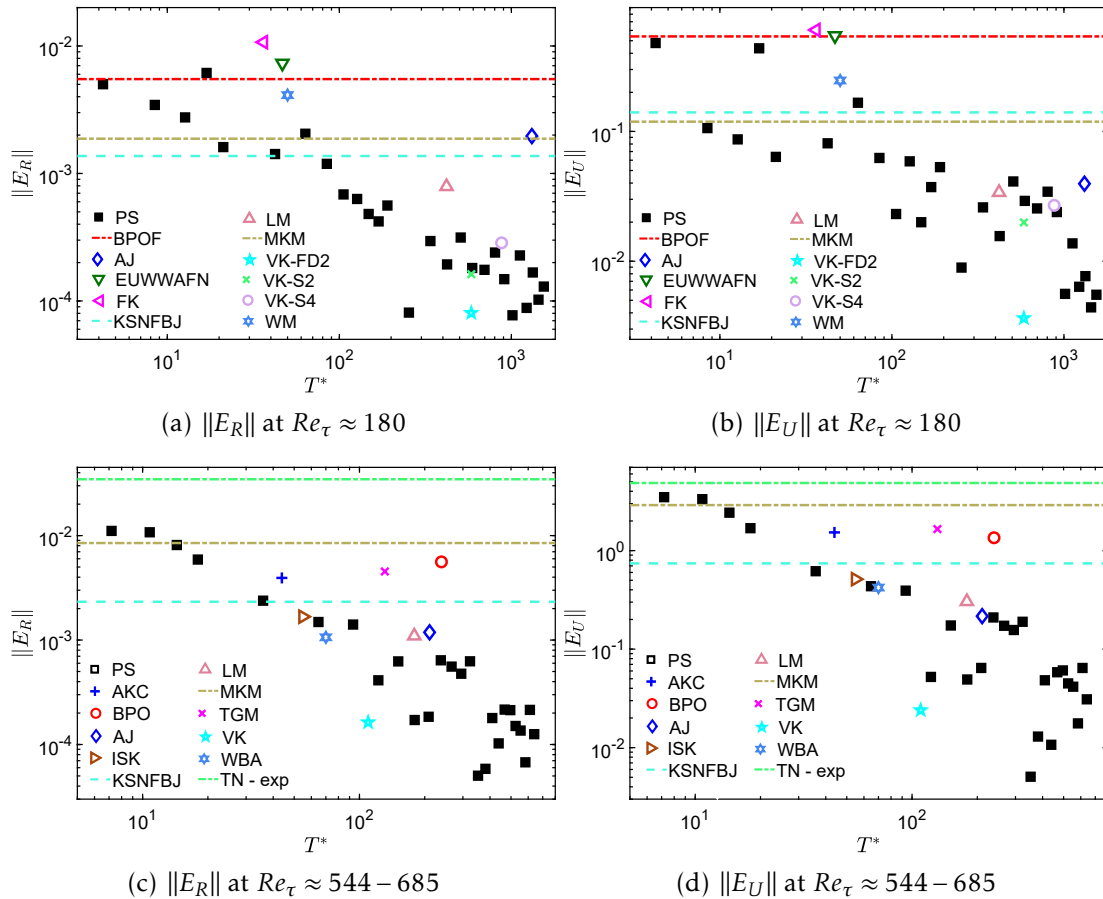 10^{-2}
10^{-3}
10^{-4}
||E_R||
PS
BPOF
AJ
EUWWAFN
FK
KSNFBJ
LM
MKM
VK-FD2
VK-S2
VK-S4
WM
10^1
10^2
10^3
T^*
(a) ||E_R|| at Re_τ ≈ 180
10^{-1}
10^{-2}
||E_U||
PS
BPOF
AJ
EUWWAFN
FK
KSNFBJ
LM
MKM
VK-FD2
VK-S2
VK-S4
WM
10^1
10^2
10^3
T^*
(b) ||E_U|| at Re_τ ≈ 180
10^{-2}
10^{-3}
10^{-4}
||E_R||
PS
AKC
BPO
AJ
ISK
KSNFBJ
LM
MKM
TGM
VK
WBA
TN - exp
10^1
10^2
T^*
(c) ||E_R|| at Re_τ ≈ 544 – 685
10^0
10^{-1}
10^{-2}
||E_U||
PS
AKC
BPO
AJ
ISK
KSNFBJ
LM
MKM
TGM
VK
WBA
TN - exp
10^1
10^2
T^*
(d) ||E_U|| at Re_τ ≈ 544 – 685